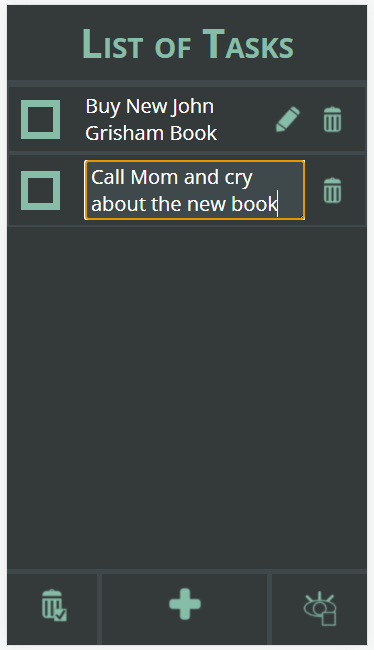 List of Tasks
Buy New John
Grisham Book
Call Mom and cry
about the new book